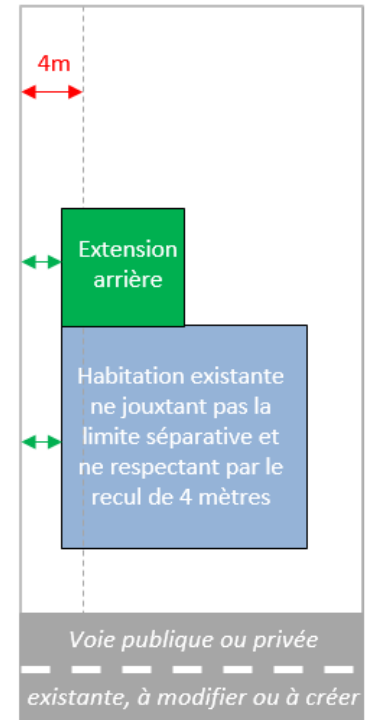 4m
Extension
arrière
Habitation existante
ne jouxtant pas la
limite séparative et
ne respectant par le
recul de 4 mètres
Voie publique ou privée
existante, à modifier ou à créer